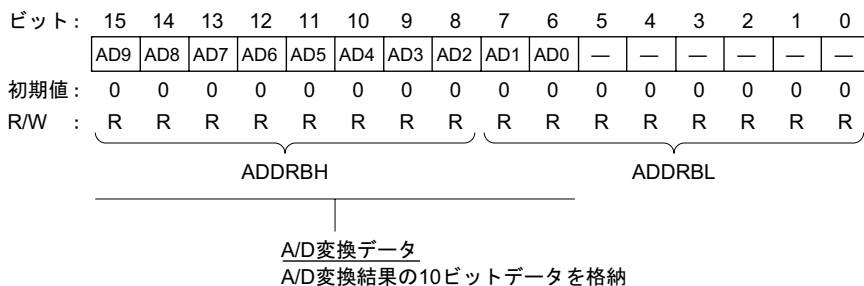 ビット: 15 14 13 12 11 10 9 8 7 6 5 4 3 2 1 0
AD9 AD8 AD7 AD6 AD5 AD4 AD3 AD2 AD1 AD0 — — — — — —
初期値: 0 0 0 0 0 0 0 0 0 0 0 0 0 0 0 0
R/W : R R R R R R R R R R R R R R R R
ADDRBH ADDRBL
A/D変換データ
A/D変換結果の10ビットデータを格納